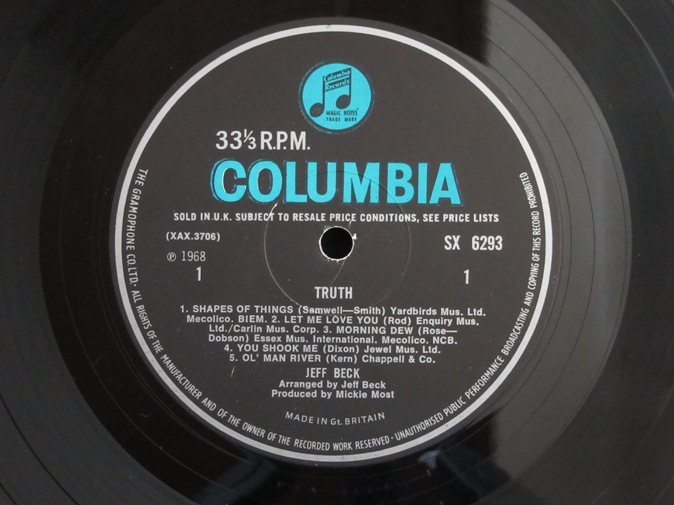 Columbia
Records
MAGIC NOTES
TRADE MARK
33⅓ R.P.M.
COLUMBIA
SOLD IN U.K. SUBJECT TO RESALE PRICE CONDITIONS, SEE PRICE LISTS
(XAX.3706)
SX 6293
℗ 1968
1
1
TRUTH
1. SHAPES OF THINGS (Samwell—Smith) Yardbirds Mus. Ltd.
Mecolico. BIEM. 2. LET ME LOVE YOU (Rod) Enquiry Mus.
Ltd./Carlin Mus. Corp. 3. MORNING DEW (Rose—
Dobson) Essex Mus. International. Mecolico. NCB.
4. YOU SHOOK ME (Dixon) Jewel Mus. Ltd.
5. OL' MAN RIVER (Kern) Chappell & Co.
JEFF BECK
Arranged by Jeff Beck
Produced by Mickie Most
MADE IN Gt. BRITAIN
THE GRAMOPHONE CO. LTD. ALL RIGHTS OF THE MANUFACTURER AND OF THE OWNER OF THE RECORDED WORK RESERVED · UNAUTHORISED PUBLIC PERFORMANCE BROADCASTING AND COPYING OF THIS RECORD PROHIBITED